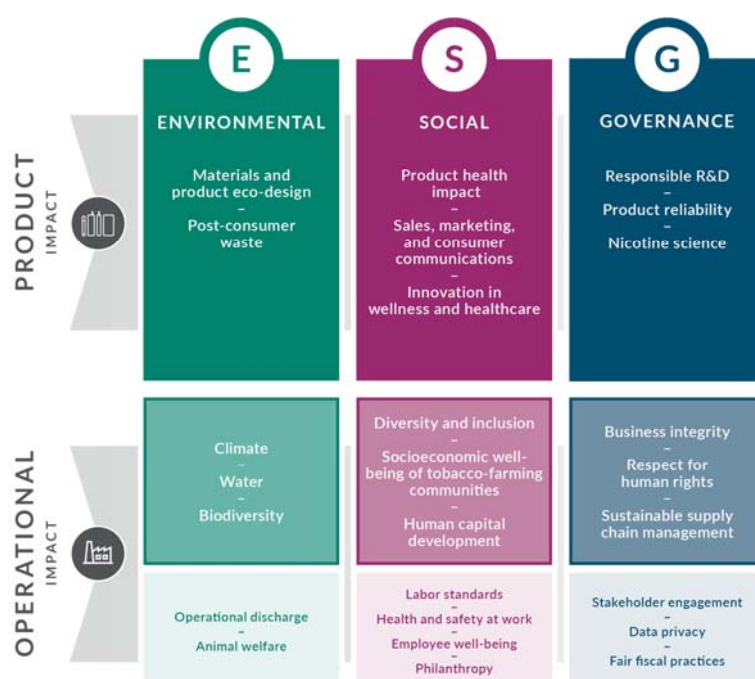 E
S
G
ENVIRONMENTAL
SOCIAL
GOVERNANCE
PRODUCT
IMPACT
Materials and
product eco-design
–
Post-consumer
waste
Product health
impact
–
Sales, marketing,
and consumer
communications
–
Innovation in
wellness and healthcare
Responsible R&D
–
Product reliability
–
Nicotine science
OPERATIONAL
IMPACT
Climate
–
Water
–
Biodiversity
Diversity and inclusion
–
Socioeconomic well-
being of tobacco-farming
communities
–
Human capital
development
Business integrity
–
Respect for
human rights
–
Sustainable supply
chain management
Operational discharge
–
Animal welfare
Labor standards
–
Health and safety at work
–
Employee well-being
–
Philanthropy
Stakeholder engagement
–
Data privacy
–
Fair fiscal practices